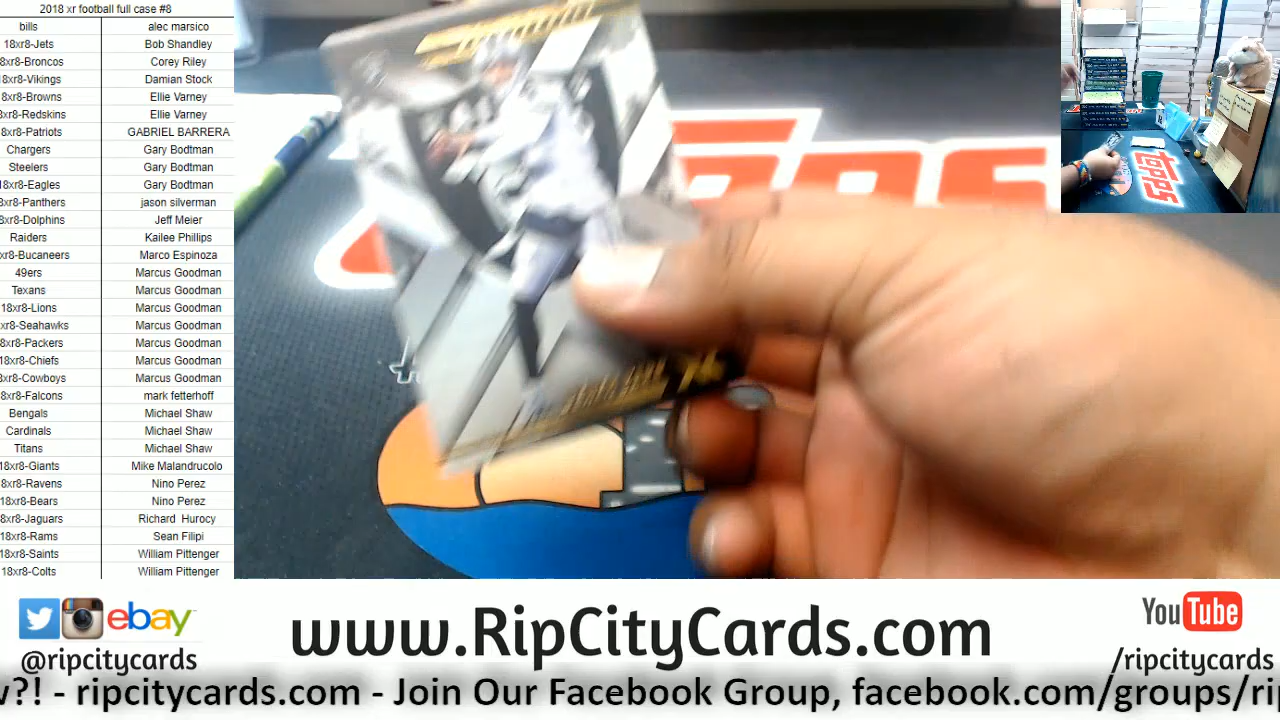 2018 xr football full case #8
bills alec marsico
18xr8-Jets Bob Shandley
8xr8-Broncos Corey Riley
8xr8-Vikings Damian Stock
8xr8-Browns Ellie Varney
8xr8-Redskins Ellie Varney
8xr8-Patriots GABRIEL BARRERA
Chargers Gary Bodtman
Steelers Gary Bodtman
8xr8-Eagles Gary Bodtman
xr8-Panthers jason silverman
xr8-Dolphins Jeff Meier
Raiders Kailee Phillips
xr8-Bucaneers Marco Espinoza
49ers Marcus Goodman
Texans Marcus Goodman
18xr8-Lions Marcus Goodman
xr8-Seahawks Marcus Goodman
8xr8-Packers Marcus Goodman
18xr8-Chiefs Marcus Goodman
8xr8-Cowboys Marcus Goodman
8xr8-Falcons mark fetterhoff
Bengals Michael Shaw
Cardinals Michael Shaw
Titans Michael Shaw
18xr8-Giants Mike Malandrucolo
8xr8-Ravens Nino Perez
18xr8-Bears Nino Perez
8xr8-Jaguars Richard Hurocy
18xr8-Rams Sean Filipi
18xr8-Saints William Pittenger
18xr8-Colts William Pittenger
topps
ebay
@ripcitycards
www.RipCityCards.com
YouTube
/ripcitycards
?! - ripcitycards.com - Join Our Facebook Group, facebook.com/groups/ri